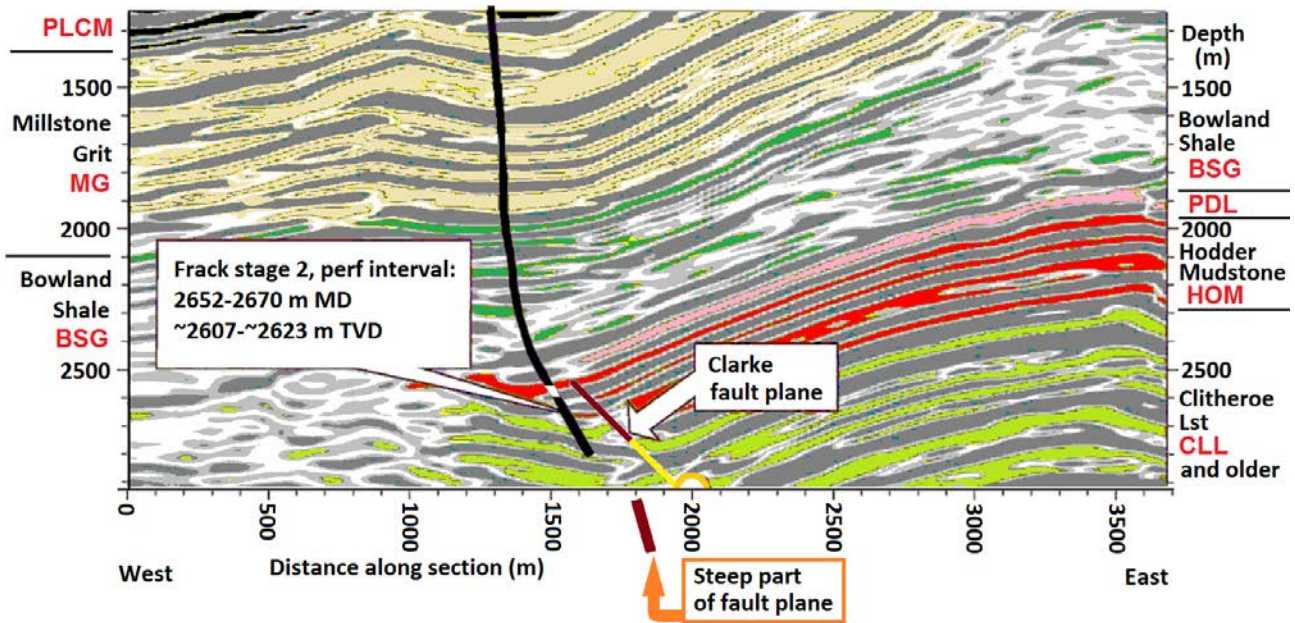 PLCM
1500
Millstone
Grit
MG
2000
Bowland
Shale
BSG
2500
Frack stage 2, perf interval:
2652-2670 m MD
~2607-~2623 m TVD
Clarke
fault plane
Depth
(m)
1500
Bowland
Shale
BSG
PDL
2000
Hodder
Mudstone
HOM
2500
Clitheroe
Lst
CLL
and older
0
500
1000
1500
2000
2500
3000
3500
West
Distance along section (m)
East
Steep part
of fault plane